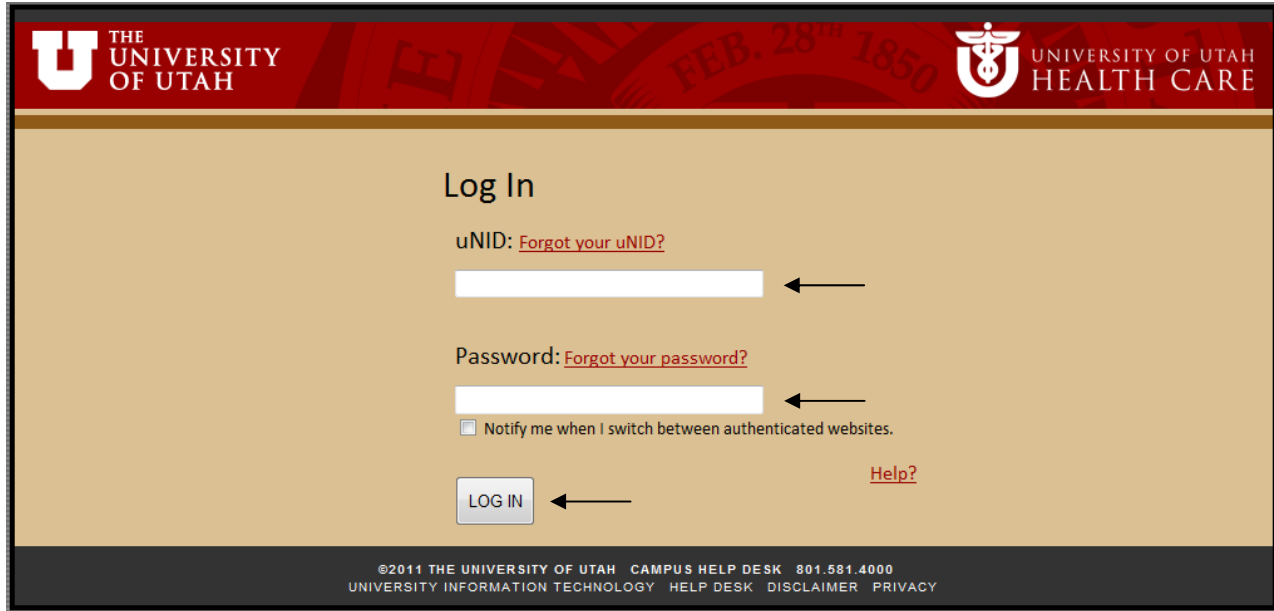 THE
UNIVERSITY
OF UTAH
FEB. 28TH 1850
UNIVERSITY OF UTAH
HEALTH CARE
Log In
uNID: Forgot your uNID?
Password: Forgot your password?
Notify me when I switch between authenticated websites.
Help?
LOG IN
©2011 THE UNIVERSITY OF UTAH CAMPUS HELP DESK 801.581.4000
UNIVERSITY INFORMATION TECHNOLOGY HELP DESK DISCLAIMER PRIVACY